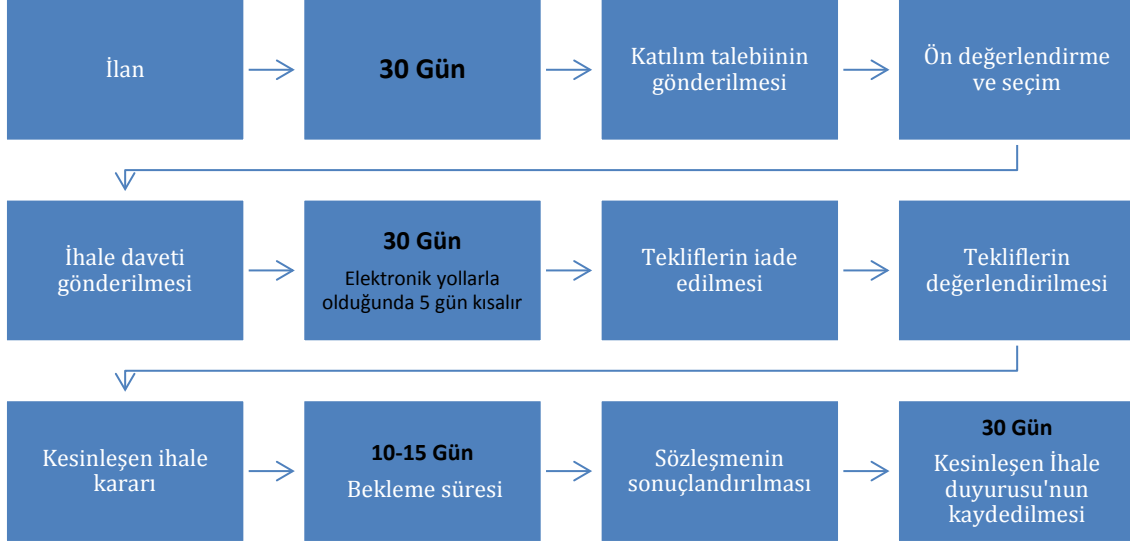 İlan
30 Gün
Katılım talebiinin
gönderilmesi
Ön değerlendirme
ve seçim
İhale daveti
gönderilmesi
30 Gün
Elektronik yollarla
olduğunda 5 gün kısalır
Tekliflerin iade
edilmesi
Tekliflerin
değerlendirilmesi
Kesinleşen ihale
kararı
10-15 Gün
Bekleme süresi
Sözleşmenin
sonuçlandırılması
30 Gün
Kesinleşen İhale
duyurusu'nun
kaydedilmesi